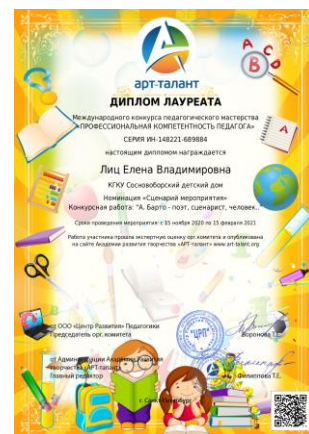 арт-талант
ДИПЛОМ ЛАУРЕАТА
Международного конкурса педагогического мастерства
«ПРОФЕССИОНАЛЬНАЯ КОМПЕТЕНТНОСТЬ ПЕДАГОГА»
СЕРИЯ ИН-148221-689884
настоящим дипломом награждается
Лиц Елена Владимировна
КГКУ Сосновоборский детский дом
Номинация «Сценарий мероприятия»
Конкурсная работа: "А. Барто - поэт, сценарист, человек..
Сроки проведения мероприятия: с 05 ноября 2020 по 15 февраля 2021
Работа участника прошла экспертную оценку орг.комитета и опубликована
на сайте Академии развития творчества «АРТ-талант» www.art-talant.org
от ООО «Центр Развития Педагогики
Председатель орг. комитета
Воронова Т.Е.
от Администрации Академии Развития
творчества «АРТ-талант»
Главный редактор
Филиппова Т.Е.
г. Санкт-Петербург